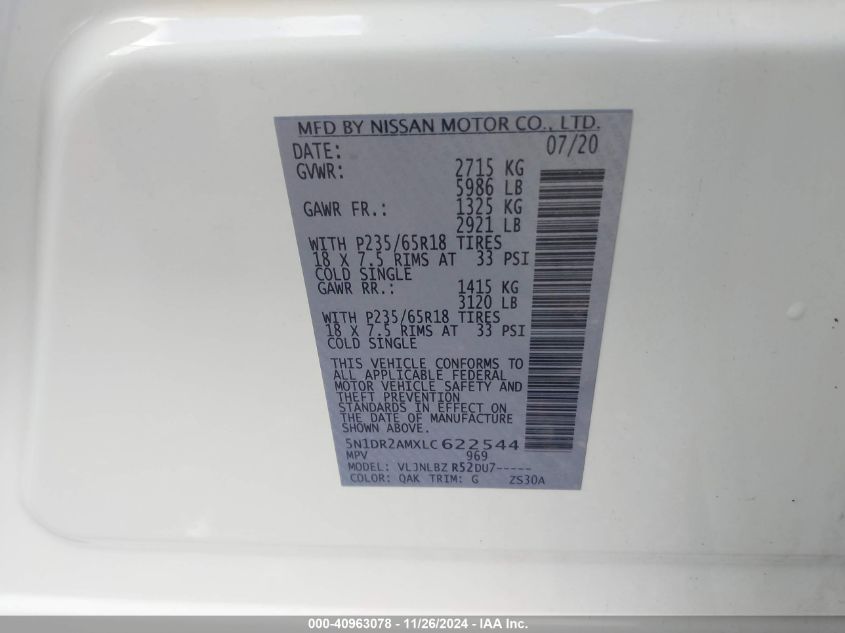 MFD BY NISSAN MOTOR CO., LTD.
DATE: 07/20
GVWR: 2715 KG
5986 LB
GAWR FR.: 1325 KG
2921 LB
WITH P235/65R18 TIRES
18 X 7.5 RIMS AT 33 PSI
COLD SINGLE
GAWR RR.: 1415 KG
3120 LB
WITH P235/65R18 TIRES
18 X 7.5 RIMS AT 33 PSI
COLD SINGLE
THIS VEHICLE CONFORMS TO
ALL APPLICABLE FEDERAL
MOTOR VEHICLE SAFETY AND
THEFT PREVENTION
STANDARDS IN EFFECT ON
THE DATE OF MANUFACTURE
SHOWN ABOVE.
5N1DR2AMXLC622544
MPV 969
MODEL: VLJNLBZ R52DU7-----
COLOR: QAK TRIM: G ZS30A
000-40963078 - 11/26/2024 - IAA Inc.